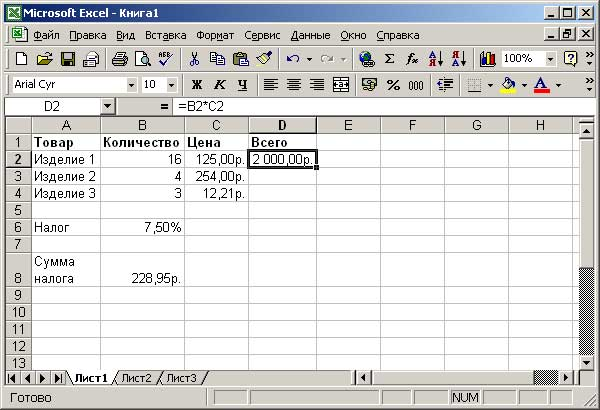 Microsoft Excel - Книга1
Файл Правка Вид Вставка Формат Сервис Данные Окно Справка
100%
Arial Cyr 10 Ж К Ч % 000
D2 = =B2*C2
A B C D E F G H
1 Товар Количество Цена Всего
2 Изделие 1 16 125,00р. 2 000,00р.
3 Изделие 2 4 254,00р.
4 Изделие 3 3 12,21р.
5
6 Налог 7,50%
7
Сумма
8 налога 228,95р.
9
10
11
12
13
Лист1 Лист2 Лист3
Готово NUM